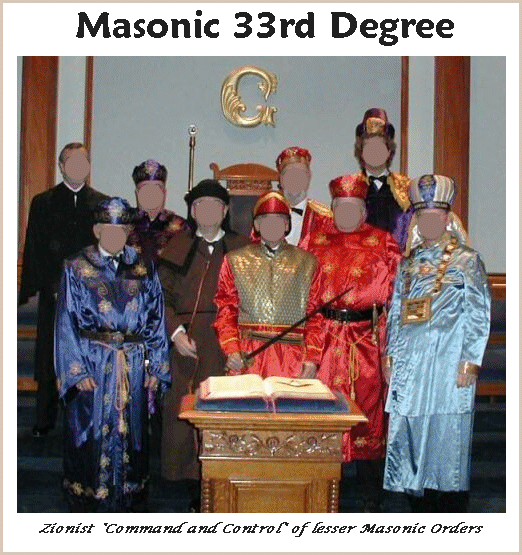 Masonic 33rd Degree
G
Zionist "Command and Control" of lesser Masonic Orders